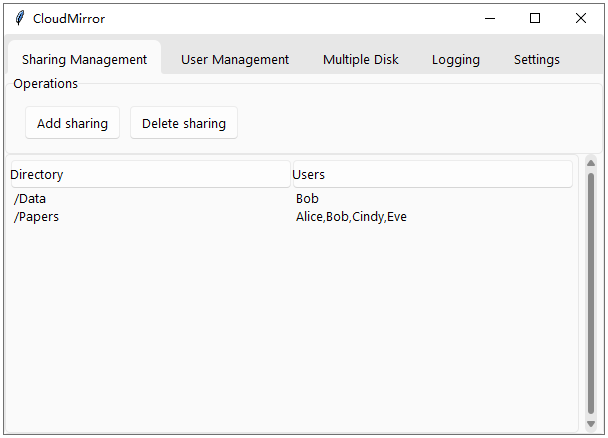 CloudMirror
Sharing Management User Management Multiple Disk Logging Settings
Operations
Add sharing Delete sharing
Directory Users
/Data Bob
/Papers Alice,Bob,Cindy,Eve